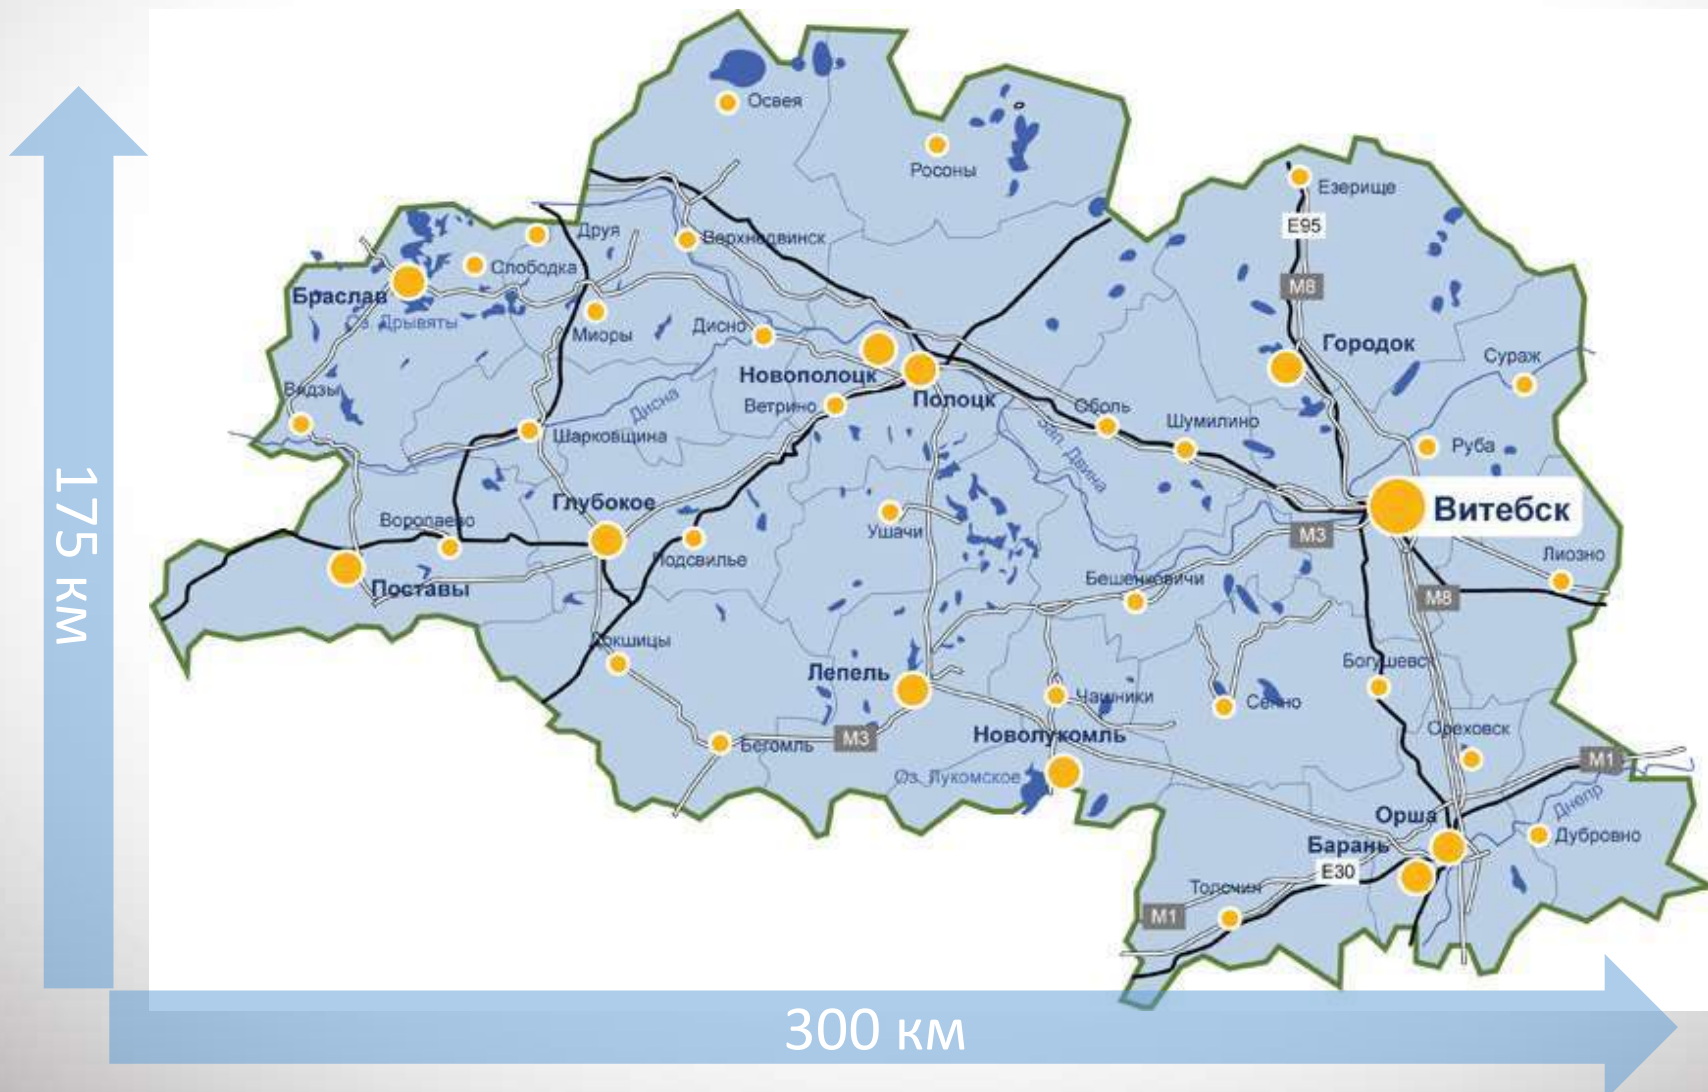 Освея
Росоны
Езерище
E95
Друя
Верхнедвинск
Слободка
M8
Браслав
Оз. Дрывяты
Миоры
Дисно
Городок
Сураж
Новополоцк
Видзы
Полоцк
Дисна
Ветрино
Оболь
Шумилино
Шарковщина
Руба
Зап. Двина
Глубокое
Витебск
Воропаево
Ушачи
M3
Подсвилье
Лиозно
Бешенковичи
Поставы
M8
Докшицы
Богушевск
Лепель
Чашники
Сенно
Новолукомль
Ореховск
Бегомль
M3
M1
Оз. Лукомское
Днепр
Орша
Дубровно
Барань
E30
Толочин
M1
175 км
300 км